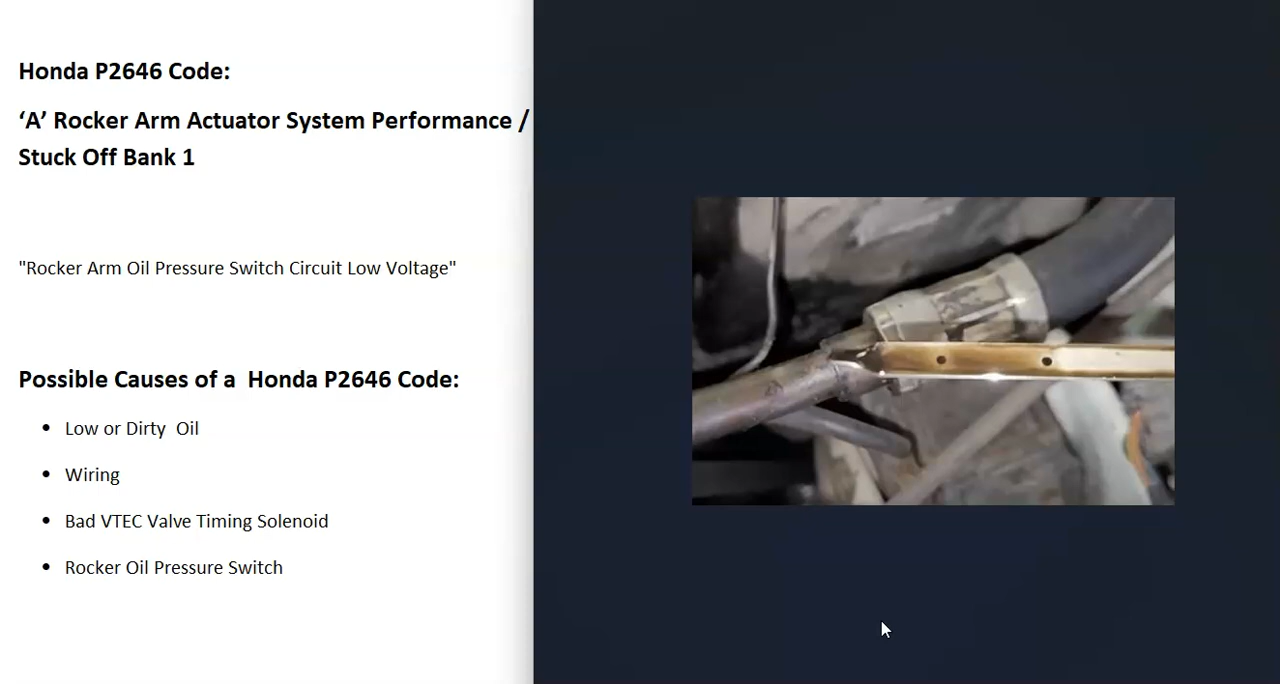 Honda P2646 Code:
‘A’ Rocker Arm Actuator System Performance /
Stuck Off Bank 1
"Rocker Arm Oil Pressure Switch Circuit Low Voltage"
Possible Causes of a  Honda P2646 Code:
• Low or Dirty  Oil
• Wiring
• Bad VTEC Valve Timing Solenoid
• Rocker Oil Pressure Switch